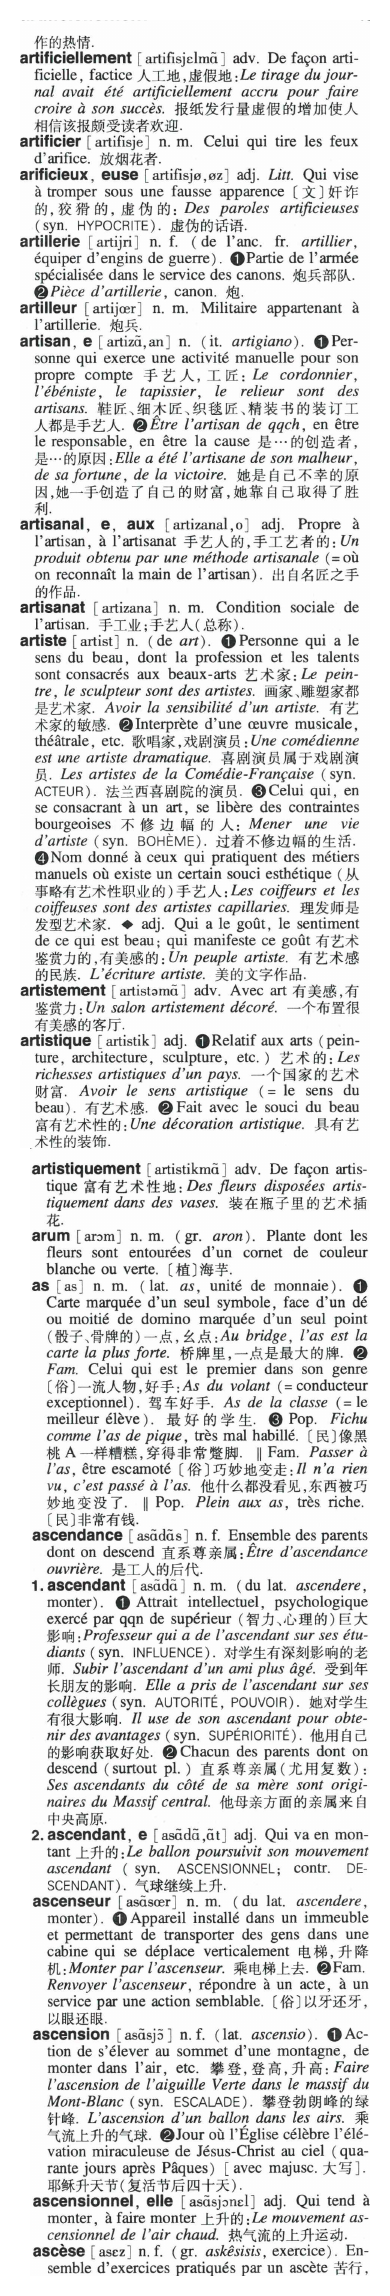 作的热情.
artificiellement [artifisjɛlmɑ̃] adv. De façon arti-
ficielle, factice 人工地,虚假地:Le tirage du jour-
nal avait été artificiellement accru pour faire
croire à son succès. 报纸发行量虚假的增加使人
相信该报颇受读者欢迎.
artificier [artifisje] n. m. Celui qui tire les feux
d'arifice. 放烟花者.
arificieux, euse [artifisjø,øz] adj. Litt. Qui vise
à tromper sous une fausse apparence [文]奸诈
的,狡猾的,虚伪的: Des paroles artificieuses
(syn. HYPOCRITE). 虚伪的话语.
artillerie [artijri] n. f. (de l'anc. fr. artillier,
équiper d'engins de guerre). ❶Partie de l'armée
spécialisée dans le service des canons. 炮兵部队.
❷Pièce d'artillerie, canon. 炮.
artilleur [artijœr] n. m. Militaire appartenant à
l'artillerie. 炮兵.
artisan, e [artizɑ̃,an] n. (it. artigiano). ❶Per-
sonne qui exerce une activité manuelle pour son
propre compte 手艺人,工匠: Le cordonnier,
l'ébéniste, le tapissier, le relieur sont des
artisans. 鞋匠、细木匠、织毯匠、精装书的装订工
人都是手艺人. ❷Être l'artisan de qqch, en être
le responsable, en être la cause 是…的创造者,
是…的原因:Elle a été l'artisane de son malheur,
de sa fortune, de la victoire. 她是自己不幸的原
因,她一手创造了自己的财富,她靠自己取得了胜
利.
artisanal, e, aux [artizanal,o] adj. Propre à
l'artisan, à l'artisanat 手艺人的,手工艺者的: Un
produit obtenu par une méthode artisanale (= où
on reconnaît la main de l'artisan). 出自名匠之手
的作品.
artisanat [artizana] n. m. Condition sociale de
l'artisan. 手工业;手艺人(总称).
artiste [artist] n. (de art). ❶Personne qui a le
sens du beau, dont la profession et les talents
sont consacrés aux beaux-arts 艺术家: Le pein-
tre, le sculpteur sont des artistes. 画家、雕塑家都
是艺术家. Avoir la sensibilité d'un artiste. 有艺
术家的敏感. ❷Interprète d'une œuvre musicale,
théâtrale, etc. 歌唱家,戏剧演员:Une comédienne
est une artiste dramatique. 喜剧演员属于戏剧演
员. Les artistes de la Comédie-Française (syn.
ACTEUR). 法兰西喜剧院的演员. ❸Celui qui, en
se consacrant à un art, se libère des contraintes
bourgeoises 不修边幅的人: Mener une vie
d'artiste (syn. BOHÈME). 过着不修边幅的生活.
❹Nom donné à ceux qui pratiquent des métiers
manuels où existe un certain souci esthétique (从
事略有艺术性职业的)手艺人:Les coiffeurs et les
coiffeuses sont des artistes capillaires. 理发师是
发型艺术家. ◆ adj. Qui a le goût, le sentiment
de ce qui est beau; qui manifeste ce goût 有艺术
鉴赏力的,有美感的: Un peuple artiste. 有艺术感
的民族. L'écriture artiste. 美的文字作品.
artistement [artistəmɑ̃] adv. Avec art 有美感,有
鉴赏力:Un salon artistement décoré. 一个布置很
有美感的客厅.
artistique [artistik] adj. ❶Relatif aux arts (pein-
ture, architecture, sculpture, etc.) 艺术的: Les
richesses artistiques d'un pays. 一个国家的艺术
财富. Avoir le sens artistique (= le sens du
beau). 有艺术感. ❷Fait avec le souci du beau
富有艺术性的:Une décoration artistique. 具有艺
术性的装饰.
artistiquement [artistikmɑ̃] adv. De façon artis-
tique 富有艺术性地: Des fleurs disposées artis-
tiquement dans des vases. 装在瓶子里的艺术插
花.
arum [arɔm] n. m. (gr. aron). Plante dont les
fleurs sont entourées d'un cornet de couleur
blanche ou verte. [植]海芋.
as [as] n. m. (lat. as, unité de monnaie). ❶
Carte marquée d'un seul symbole, face d'un dé
ou moitié de domino marquée d'un seul point
(骰子、骨牌的)一点,幺点:Au bridge, l'as est la
carte la plus forte. 桥牌里,一点是最大的牌. ❷
Fam. Celui qui est le premier dans son genre
[俗]一流人物,好手:As du volant (= conducteur
exceptionnel). 驾车好手. As de la classe (= le
meilleur élève). 最好的学生. ❸ Pop. Fichu
comme l'as de pique, très mal habillé. [民]像黑
桃 A 一样糟糕,穿得非常蹩脚. ‖ Fam. Passer à
l'as, être escamoté [俗]巧妙地变走:Il n'a rien
vu, c'est passé à l'as. 他什么都没看见,东西被巧
妙地变没了. ‖ Pop. Plein aux as, très riche.
[民]非常有钱.
ascendance [asɑ̃dɑ̃s] n. f. Ensemble des parents
dont on descend 直系尊亲属:Être d'ascendance
ouvrière. 是工人的后代.
1. ascendant [asɑ̃dɑ̃] n. m. (du lat. ascendere,
monter). ❶ Attrait intellectuel, psychologique
exercé par qqn de supérieur (智力、心理的)巨大
影响:Professeur qui a de l'ascendant sur ses étu-
diants (syn. INFLUENCE). 对学生有深刻影响的老
师. Subir l'ascendant d'un ami plus âgé. 受到年
长朋友的影响. Elle a pris de l'ascendant sur ses
collègues (syn. AUTORITÉ, POUVOIR). 她对学生
有很大影响. Il use de son ascendant pour obte-
nir des avantages (syn. SUPÉRIORITÉ). 他用自己
的影响获取好处. ❷Chacun des parents dont on
descend (surtout pl.) 直系尊亲属(尤用复数):
Ses ascendants du côté de sa mère sont origi-
naires du Massif central. 他母亲方面的亲属来自
中央高原.
2. ascendant, e [asɑ̃dɑ̃,ɑ̃t] adj. Qui va en mon-
tant 上升的:Le ballon poursuivit son mouvement
ascendant (syn. ASCENSIONNEL; contr. DE-
SCENDANT). 气球继续上升.
ascenseur [asɑ̃sœr] n. m. (du lat. ascendere,
monter). ❶Appareil installé dans un immeuble
et permettant de transporter des gens dans une
cabine qui se déplace verticalement 电梯,升降
机:Monter par l'ascenseur. 乘电梯上去. ❷Fam.
Renvoyer l'ascenseur, répondre à un acte, à un
service par une action semblable. [俗]以牙还牙,
以眼还眼.
ascension [asɑ̃sjɔ̃] n. f. (lat. ascensio). ❶Ac-
tion de s'élever au sommet d'une montagne, de
monter dans l'air, etc. 攀登,登高,升高: Faire
l'ascension de l'aiguille Verte dans le massif du
Mont-Blanc (syn. ESCALADE). 攀登勃朗峰的绿
针峰. L'ascension d'un ballon dans les airs. 乘
气流上升的气球. ❷Jour où l'Église célèbre l'élé-
vation miraculeuse de Jésus-Christ au ciel (qua-
rante jours après Pâques) [avec majusc. 大写].
耶稣升天节(复活节后四十天).
ascensionnel, elle [asɑ̃sjɔnɛl] adj. Qui tend à
monter, à faire monter 上升的:Le mouvement as-
censionnel de l'air chaud. 热气流的上升运动.
ascèse [asɛz] n. f. (gr. askêsisis, exercice). En-
semble d'exercices pratiqués par un ascète 苦行,